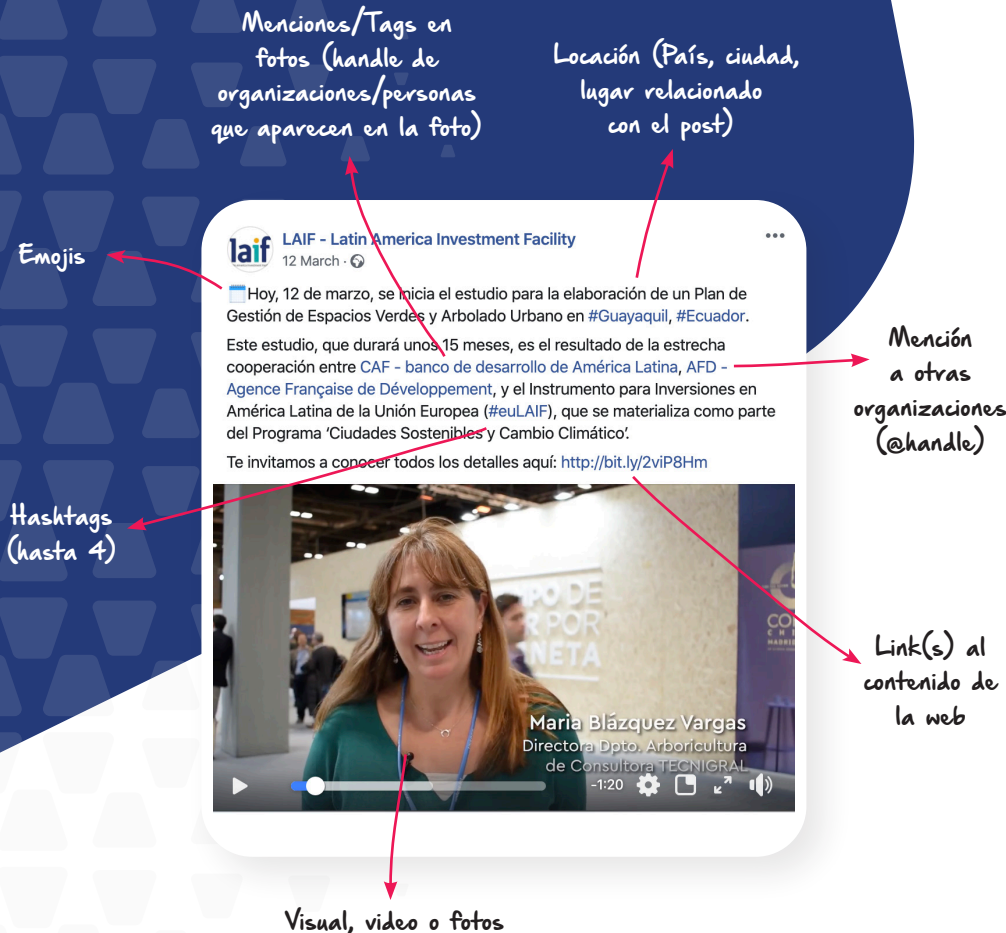 Menciones/Tags en
fotos (handle de
organizaciones/personas
que aparecen en la foto)
Locación (País, ciudad,
lugar relacionado
con el post)
Emojis
laif
LAIF - Latin America Investment Facility
12 March ·
Hoy, 12 de marzo, se inicia el estudio para la elaboración de un Plan de
Gestión de Espacios Verdes y Arbolado Urbano en #Guayaquil, #Ecuador.
Este estudio, que durará unos 15 meses, es el resultado de la estrecha
cooperación entre CAF - banco de desarrollo de América Latina, AFD -
Agence Française de Développement, y el Instrumento para Inversiones en
América Latina de la Unión Europea (#euLAIF), que se materializa como parte
del Programa ‘Ciudades Sostenibles y Cambio Climático’.
Te invitamos a conocer todos los detalles aquí: http://bit.ly/2viP8Hm
Mención
a otras
organizaciones
(@handle)
Hashtags
(hasta 4)
Link(s) al
contenido de
la web
PO DE
R POR
NETA
Maria Blázquez Vargas
Directora Dpto. Arboricultura
de Consultora TECNIGRAL
-1:20
Visual, video o fotos